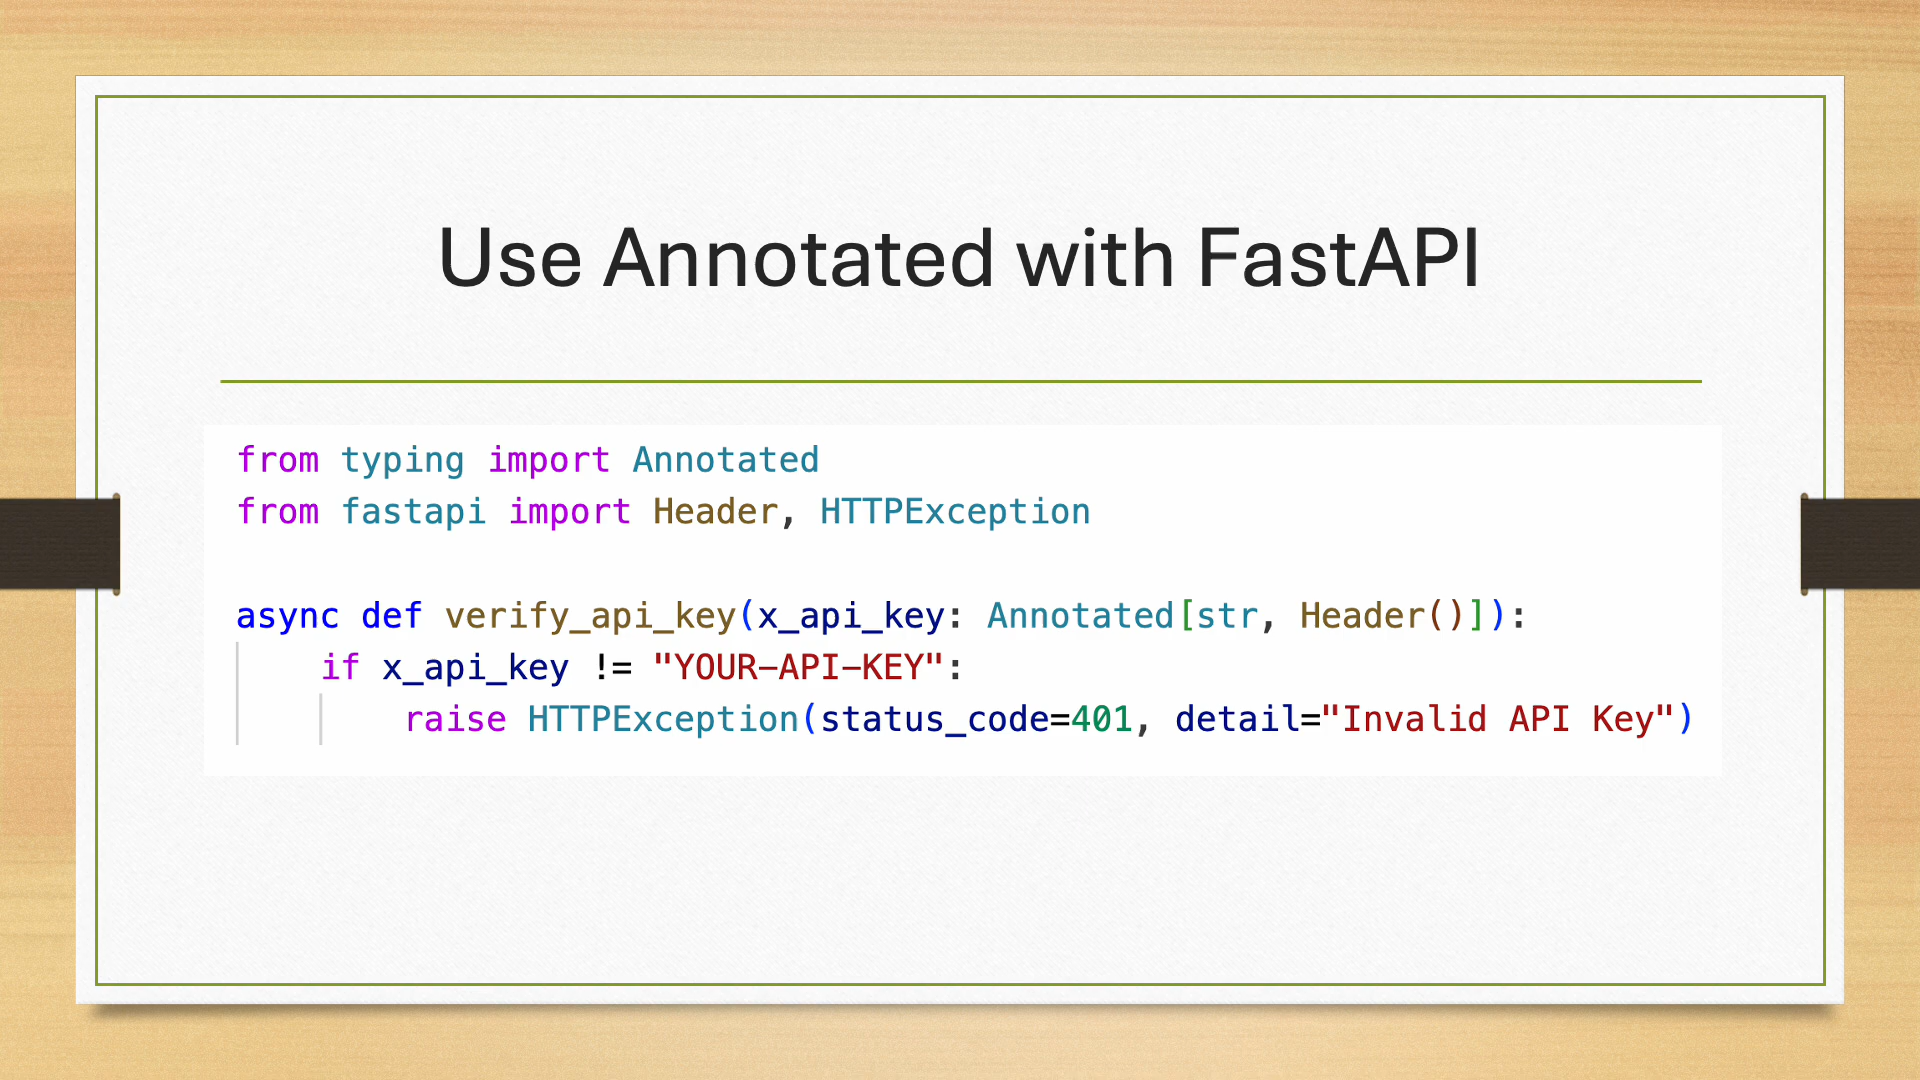 Use Annotated with FastAPI
from typing import Annotated
from fastapi import Header, HTTPException
async def verify_api_key(x_api_key: Annotated[str, Header()]):
    if x_api_key != "YOUR-API-KEY":
        raise HTTPException(status_code=401, detail="Invalid API Key")